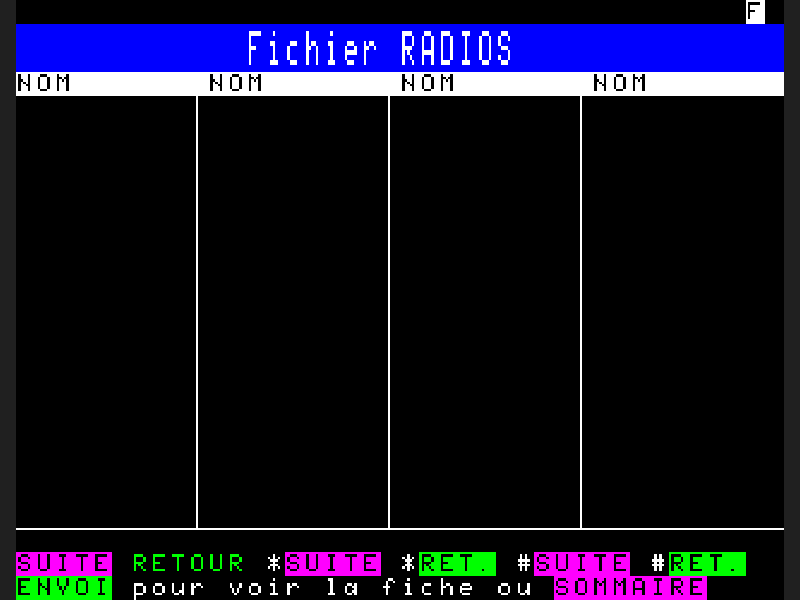 F
Fichier RADIOS
NOM NOM NOM NOM
SUITE RETOUR *SUITE *RET. #SUITE #RET.
ENVOI pour voir la fiche ou SOMMAIRE